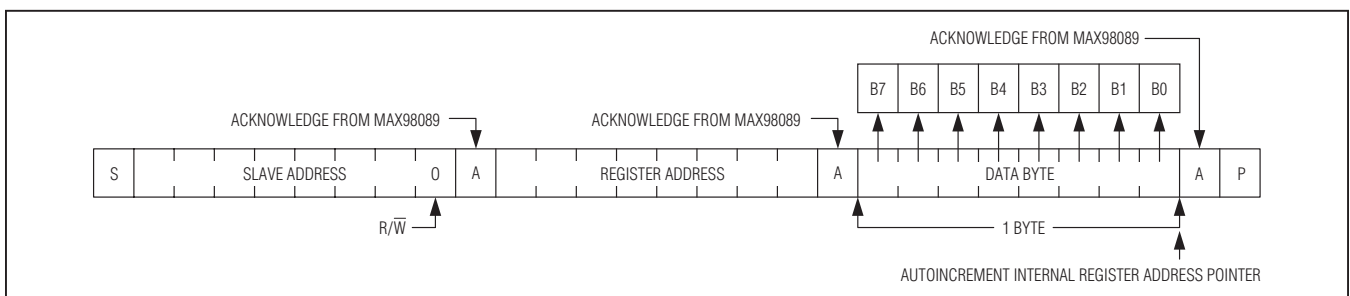 ACKNOWLEDGE FROM MAX98089
B7 B6 B5 B4 B3 B2 B1 B0
ACKNOWLEDGE FROM MAX98089 ACKNOWLEDGE FROM MAX98089
S SLAVE ADDRESS 0 A REGISTER ADDRESS A DATA BYTE A P
R/W̅ 1 BYTE
AUTOINCREMENT INTERNAL REGISTER ADDRESS POINTER